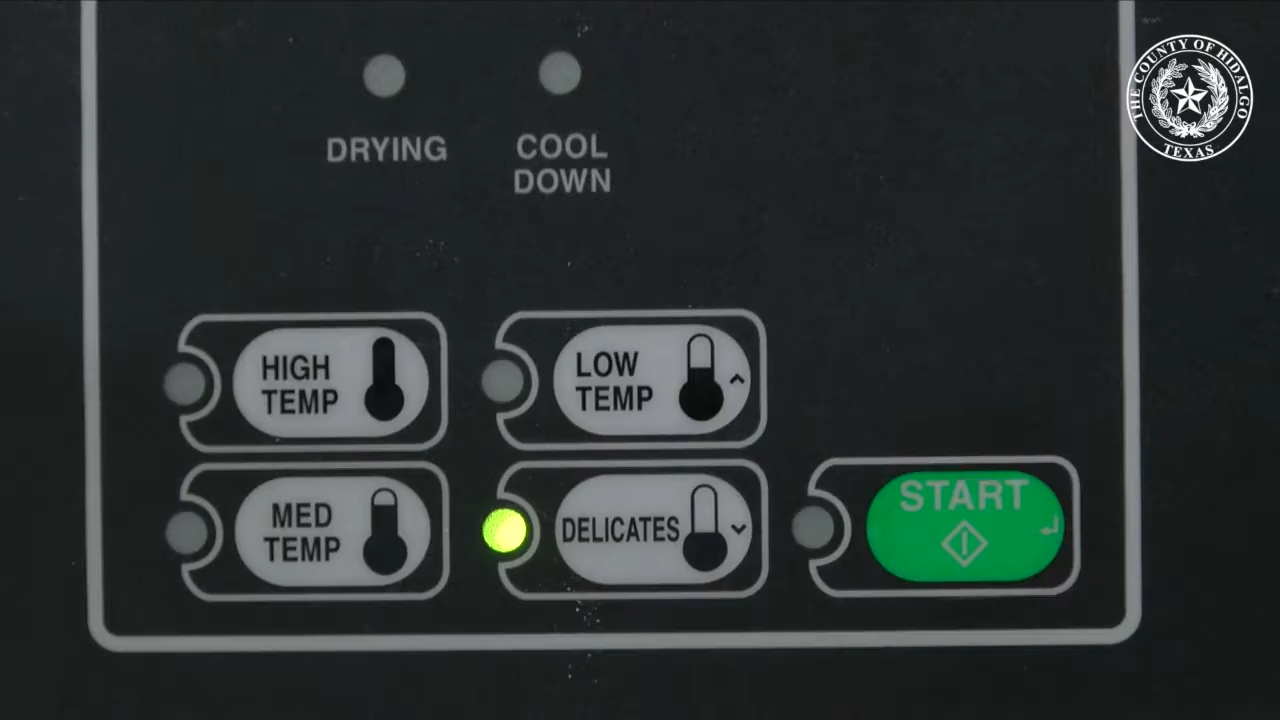 THE COUNTY OF HIDALGO
TEXAS
DRYING
COOL
DOWN
HIGH
TEMP
LOW
TEMP
MED
TEMP
DELICATES
START